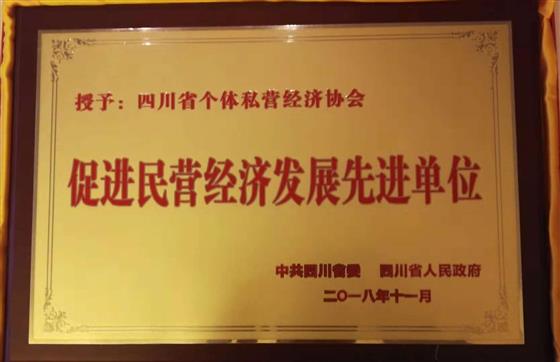 授予：四川省个体私营经济协会
促进民营经济发展先进单位
中共四川省委 四川省人民政府
二〇一八年十一月